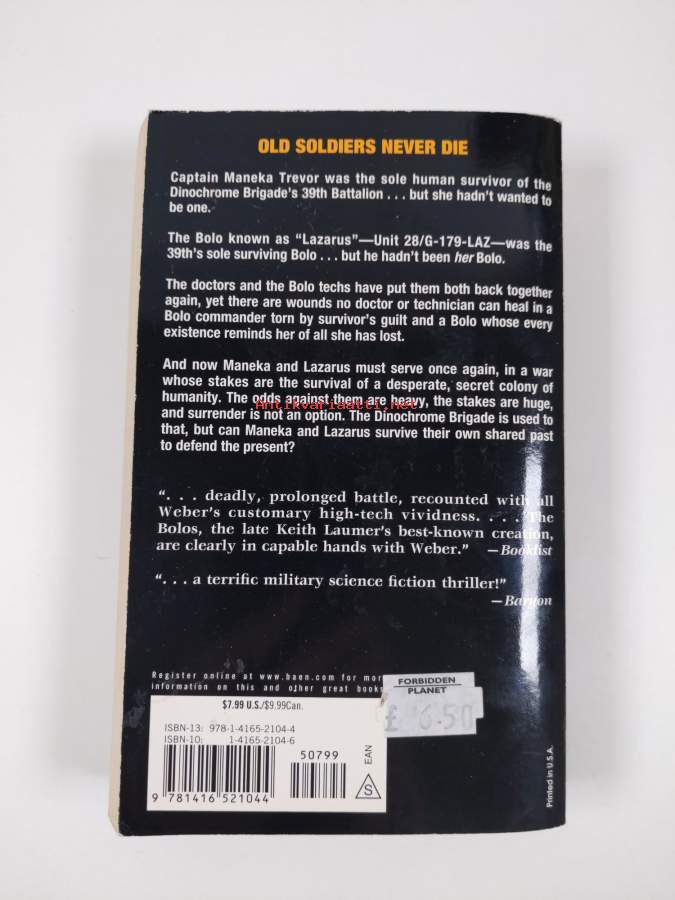 OLD SOLDIERS NEVER DIE
Captain Maneka Trevor was the sole human survivor of the
Dinochrome Brigade's 39th Battalion . . . but she hadn't wanted to
be one.
The Bolo known as "Lazarus"—Unit 28/G-179-LAZ—was the
39th's sole surviving Bolo . . . but he hadn't been her Bolo.
The doctors and the Bolo techs have put them both back together
again, yet there are wounds no doctor or technician can heal in a
Bolo commander torn by survivor's guilt and a Bolo whose every
existence reminds her of all she has lost.
And now Maneka and Lazarus must serve once again, in a war
whose stakes are the survival of a desperate, secret colony of
humanity. The odds against them are heavy, the stakes are huge,
Antikvariaatti.net
and surrender is not an option. The Dinochrome Brigade is used to
that, but can Maneka and Lazarus survive their own shared past
to defend the present?
". . . deadly, prolonged battle, recounted with all
Weber's customary high-tech vividness. . . . The
Bolos, the late Keith Laumer's best-known creation,
are clearly in capable hands with Weber." —Booklist
". . . a terrific military science fiction thriller!"
—Baryon
Register online at www.baen.com for more
information on this and other great books
FORBIDDEN
PLANET
£6.50
$7.99 U.S./$9.99Can.
ISBN-13: 978-1-4165-2104-4
ISBN-10: 1-4165-2104-6
50799
EAN
S
9 781416 521044
Printed in U.S.A.